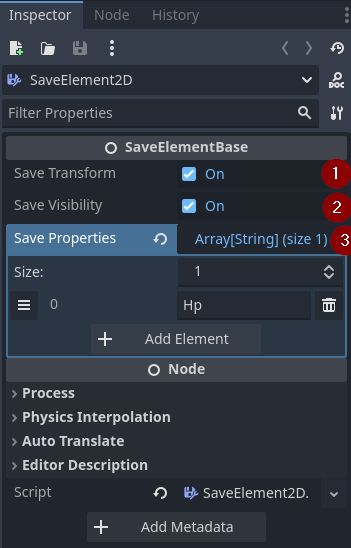 Inspector Node History
SaveElement2D DOC
Filter Properties
SaveElementBase
Save Transform On 1
Save Visibility On 2
Save Properties Array[String] (size 1) 3
Size: 1
0 Hp
Add Element
Node
Process
Physics Interpolation
Auto Translate
Editor Description
Script SaveElement2D.
Add Metadata